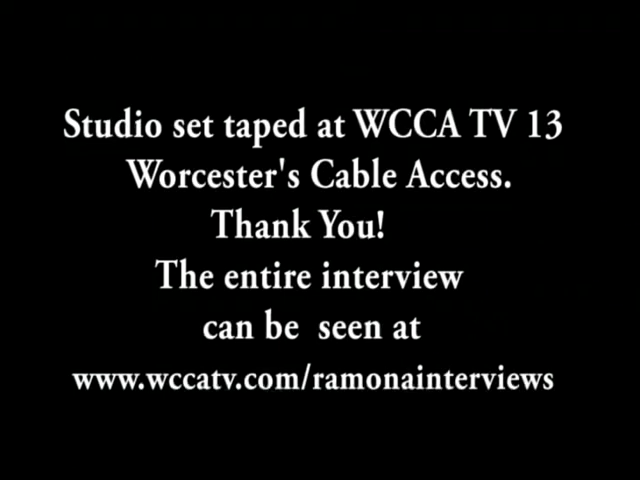 Studio set taped at WCCA TV 13
Worcester's Cable Access.
Thank You!
The entire interview
can be  seen at
www.wccatv.com/ramonainterviews